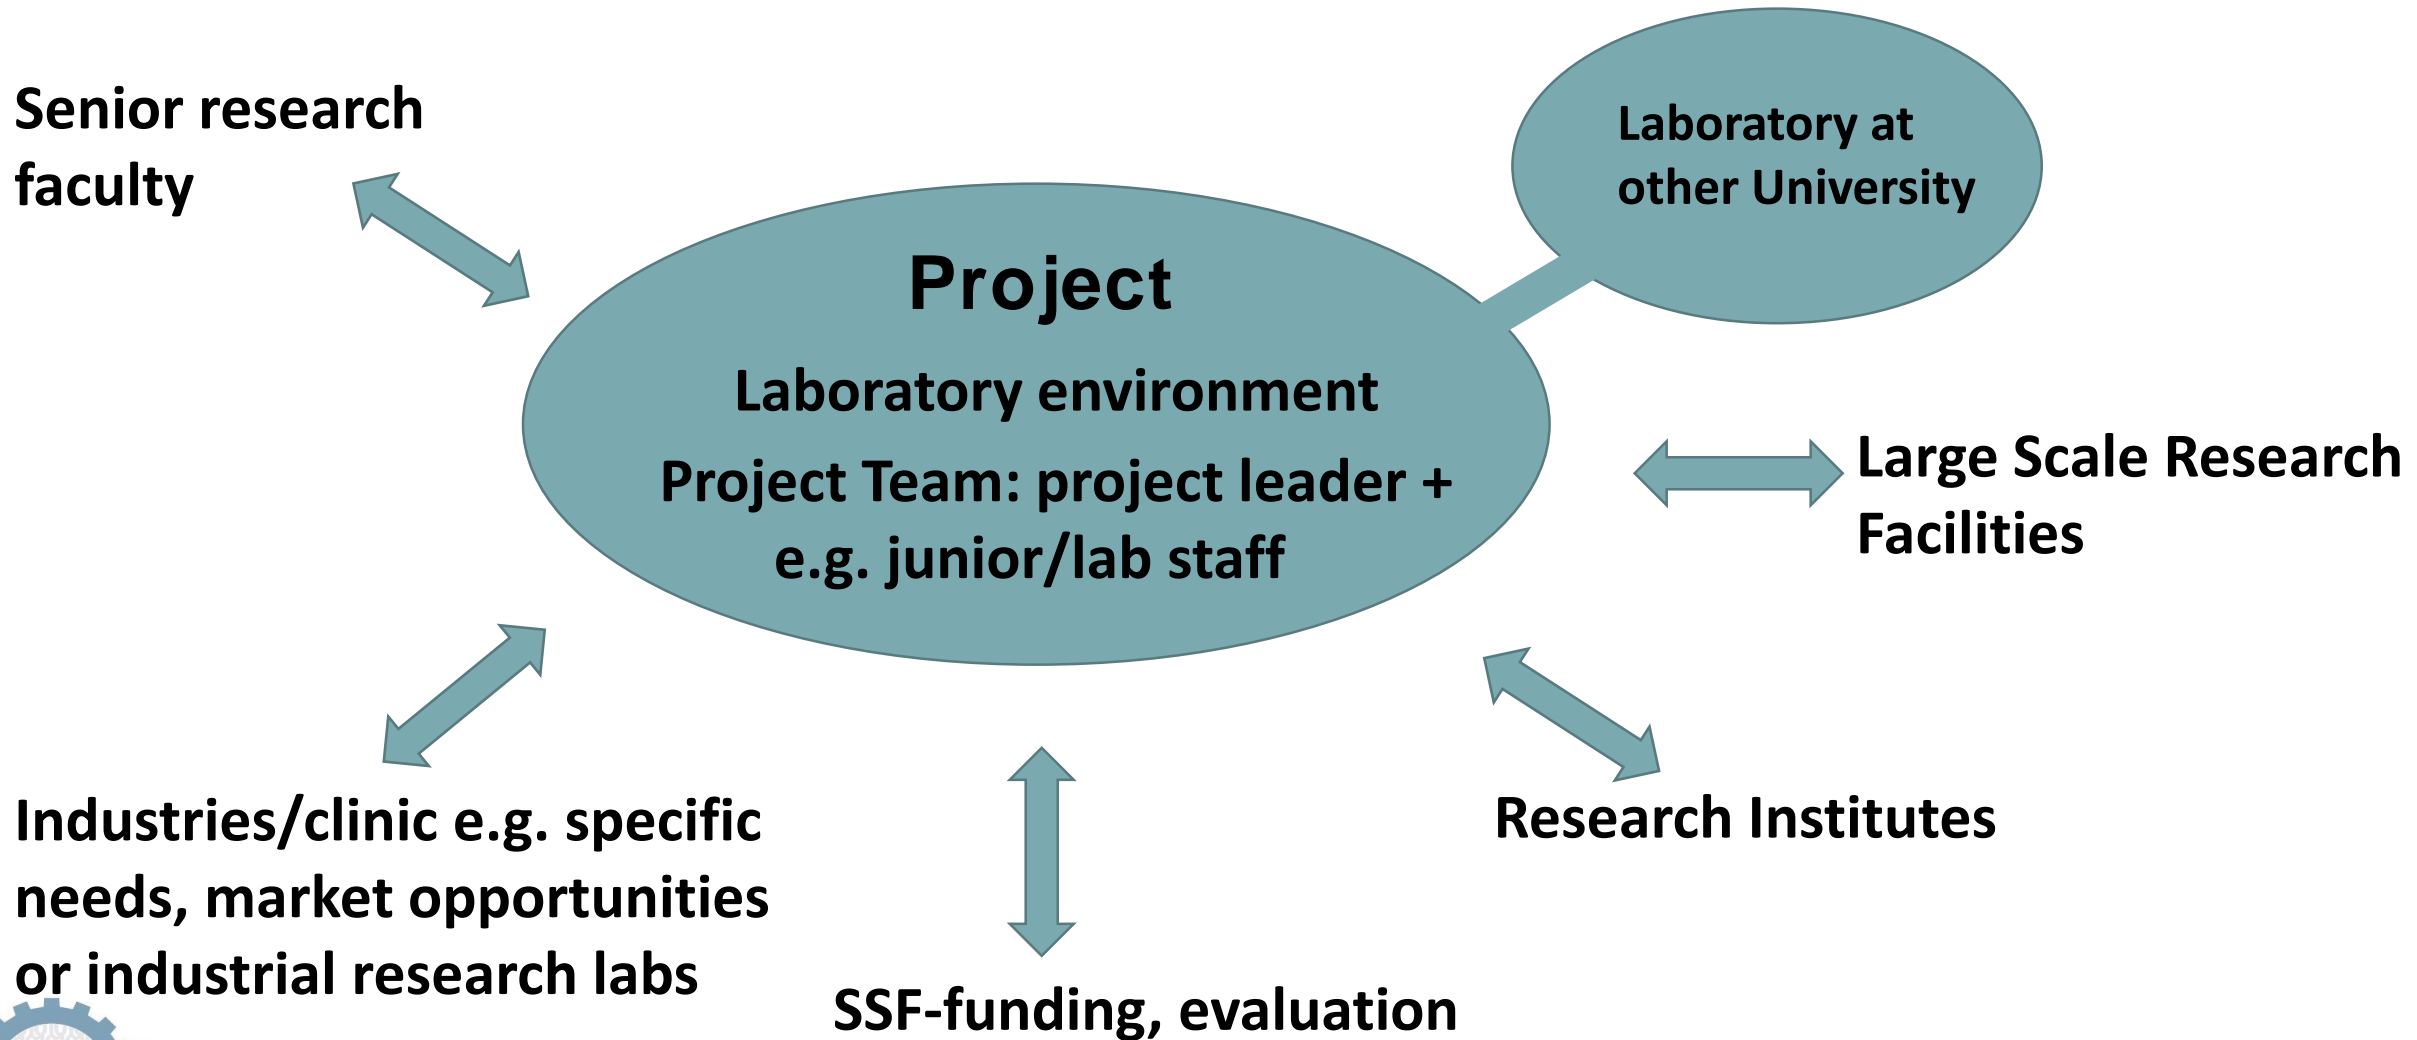 Senior research
faculty
Laboratory at
other University
Project
Laboratory environment
Project Team: project leader +
e.g. junior/lab staff
Large Scale Research
Facilities
Industries/clinic e.g. specific
needs, market opportunities
or industrial research labs
Research Institutes
SSF-funding, evaluation